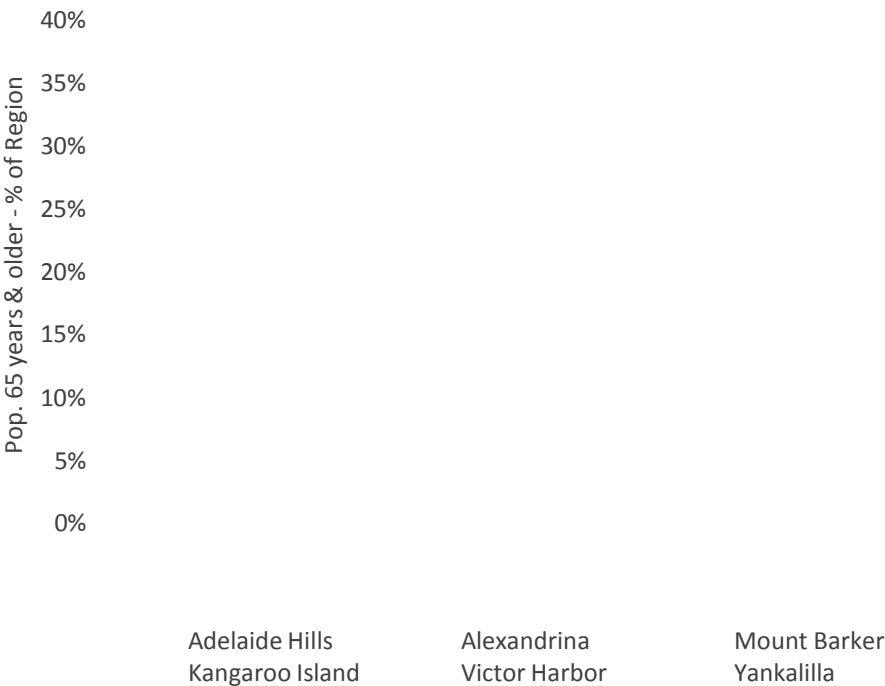 Pop. 65 years & older - % of Region
40%
35%
30%
25%
20%
15%
10%
5%
0%
Adelaide Hills
Alexandrina
Mount Barker
Kangaroo Island
Victor Harbor
Yankalilla